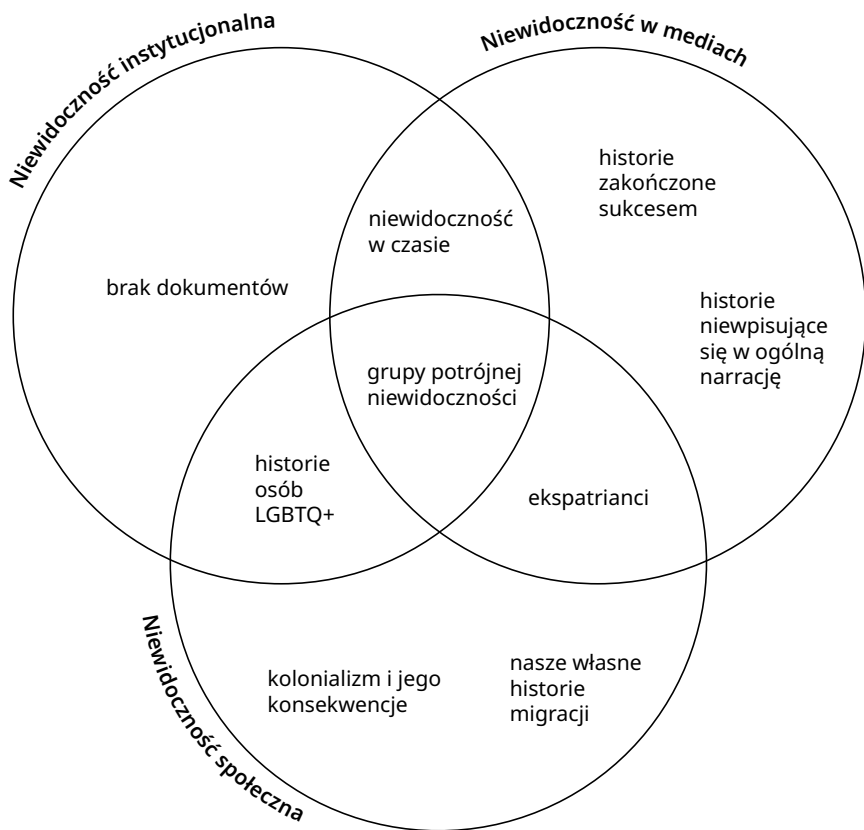 Niewidoczność instytucjonalna
Niewidoczność w mediach
historie
zakończone
sukcesem
niewidoczność
w czasie
brak dokumentów
historie
niewpisujące
się w ogólną
narrację
grupy potrójnej
niewidoczności
historie
osób
LGBTQ+
ekspatrianci
Niewidoczność społeczna
kolonializm i jego
konsekwencje
nasze własne
historie
migracji